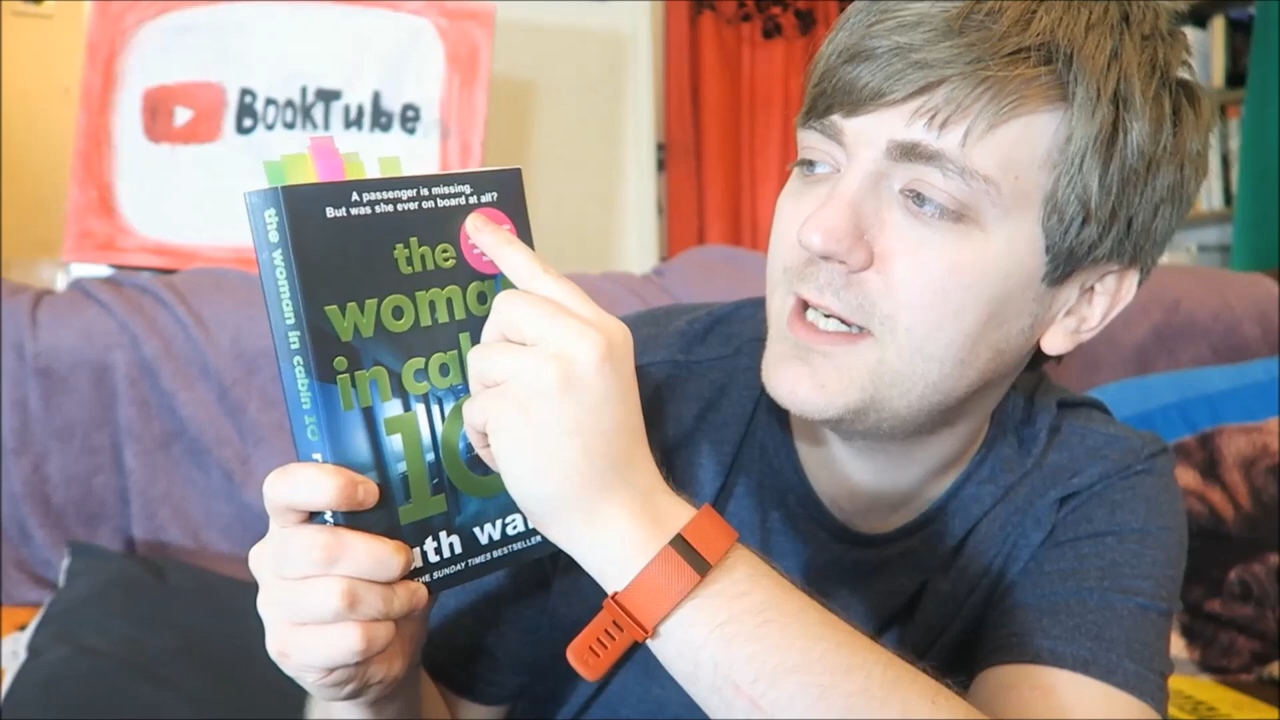 BookTube
A passenger is missing.
But was she ever on board at all?
the
woma
in cab
10
uth wa
THE SUNDAY TIMES BESTSELLER
the woman in cabin 10